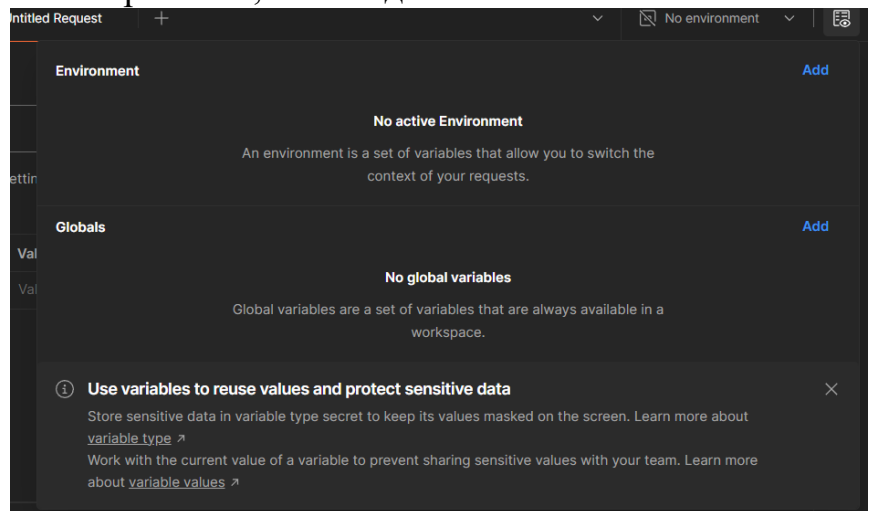 Untitled Request
No environment
Environment
Add
No active Environment
An environment is a set of variables that allow you to switch the
context of your requests.
Globals
Add
No global variables
Global variables are a set of variables that are always available in a
workspace.
Val
Val
Use variables to reuse values and protect sensitive data
Store sensitive data in variable type secret to keep its values masked on the screen. Learn more about
variable type ↗
Work with the current value of a variable to prevent sharing sensitive values with your team. Learn more
about variable values ↗